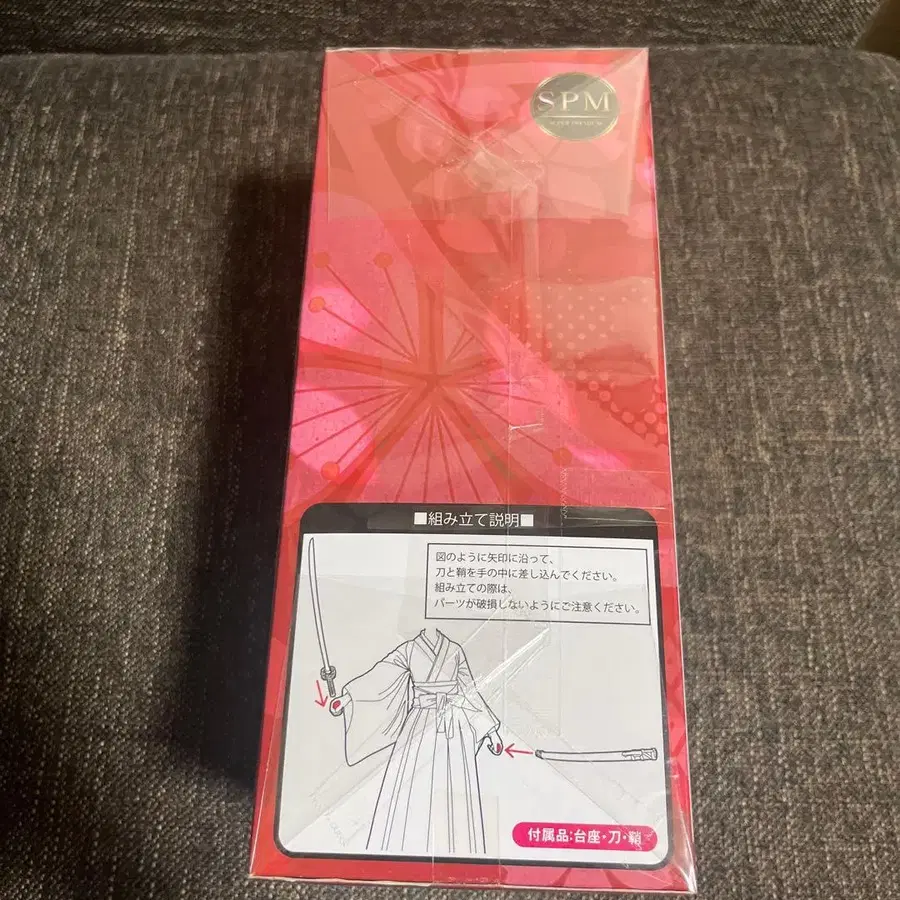 SPM
SUPER PREMIUM
■組み立て説明■
図のように矢印に沿って、
刀と鞘を手の中に差し込んでください。
組み立ての際は、
パーツが破損しないようにご注意ください。
付属品:台座・刀・鞘